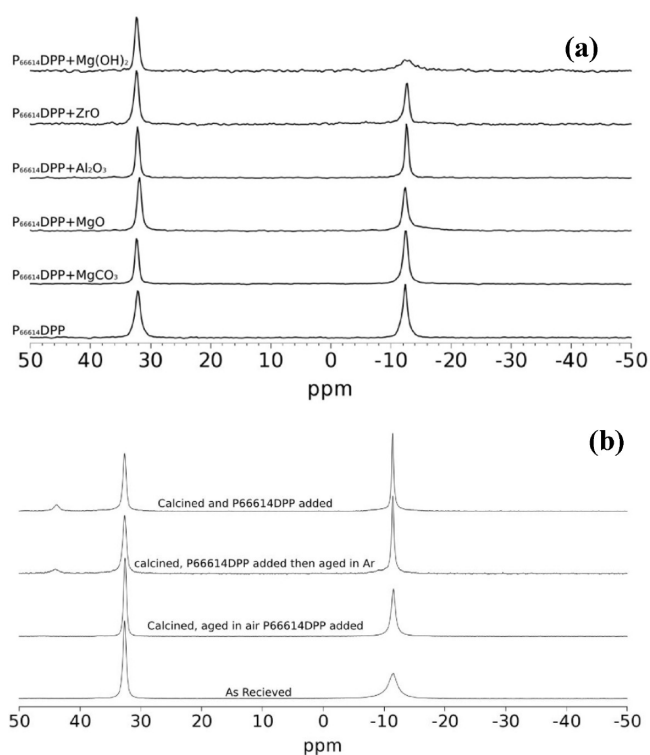 (a)
P₆₆₆₁₄DPP+Mg(OH)₂
P₆₆₆₁₄DPP+ZrO
P₆₆₆₁₄DPP+Al₂O₃
P₆₆₆₁₄DPP+MgO
P₆₆₆₁₄DPP+MgCO₃
P₆₆₆₁₄DPP
50 40 30 20 10 0 -10 -20 -30 -40 -50
ppm
(b)
Calcined and P66614DPP added
calcined, P66614DPP added then aged in Ar
Calcined, aged in air P66614DPP added
As Recieved
50 40 30 20 10 0 -10 -20 -30 -40 -50
ppm